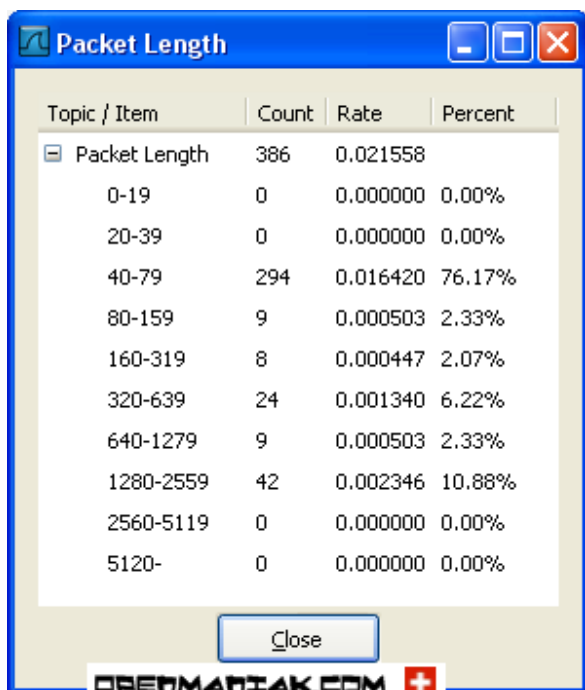 Packet Length
Topic / Item Count Rate Percent
Packet Length 386 0.021558
0-19 0 0.000000 0.00%
20-39 0 0.000000 0.00%
40-79 294 0.016420 76.17%
80-159 9 0.000503 2.33%
160-319 8 0.000447 2.07%
320-639 24 0.001340 6.22%
640-1279 9 0.000503 2.33%
1280-2559 42 0.002346 10.88%
2560-5119 0 0.000000 0.00%
5120- 0 0.000000 0.00%
Close
OPENMANIAK.COM